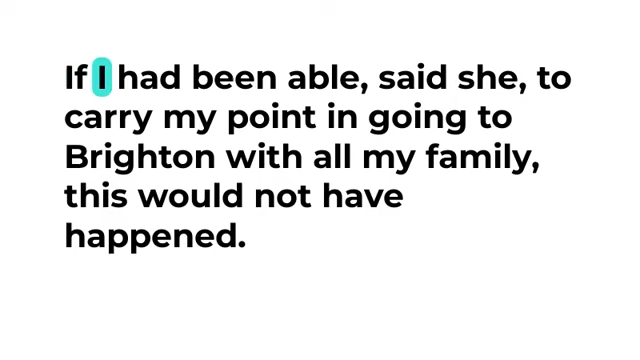 If I had been able, said she, to
carry my point in going to
Brighton with all my family,
this would not have
happened.